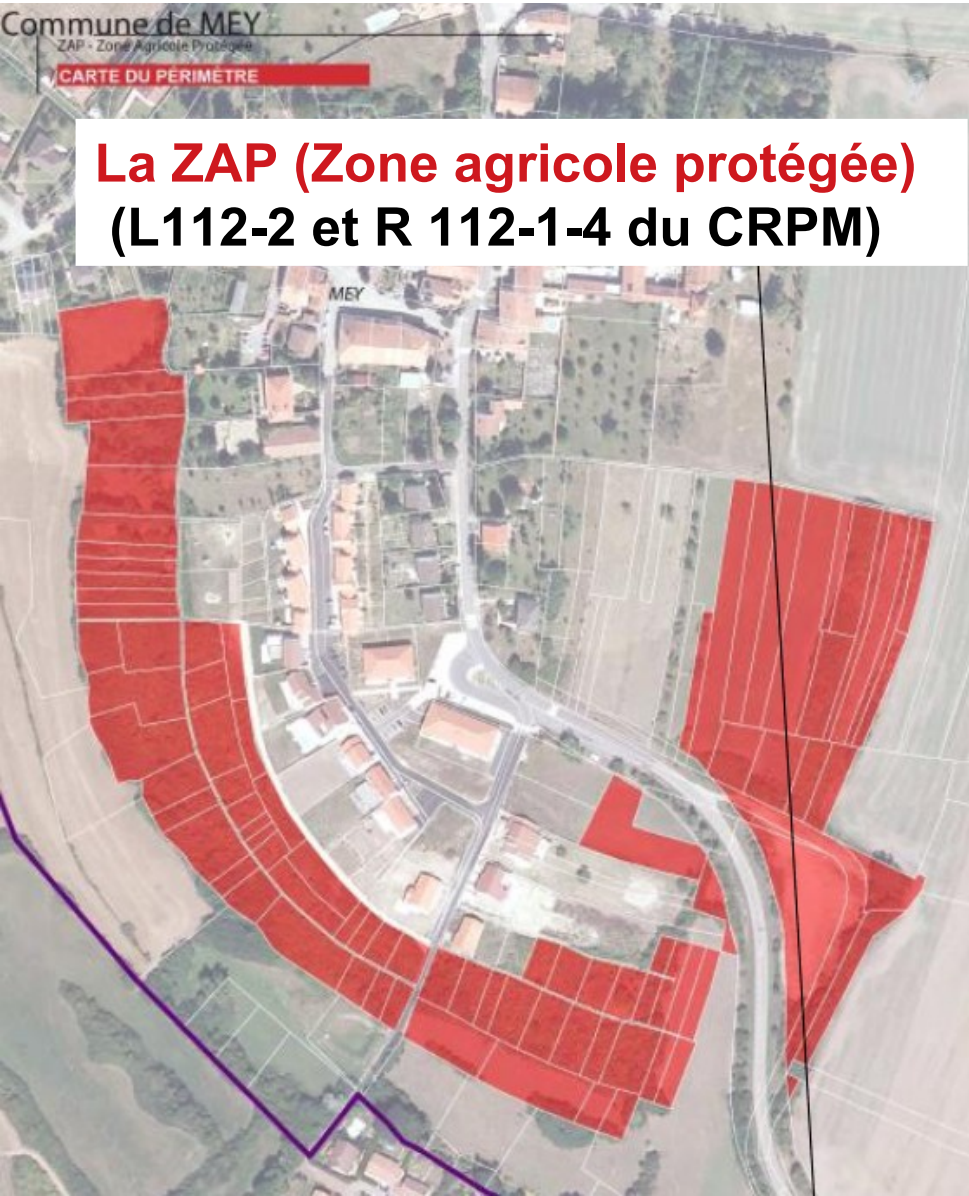 Commune de MEY
ZAP - Zone Agricole Protégée
CARTE DU PÉRIMÈTRE
La ZAP (Zone agricole protégée)
(L112-2 et R 112-1-4 du CRPM)
MEY